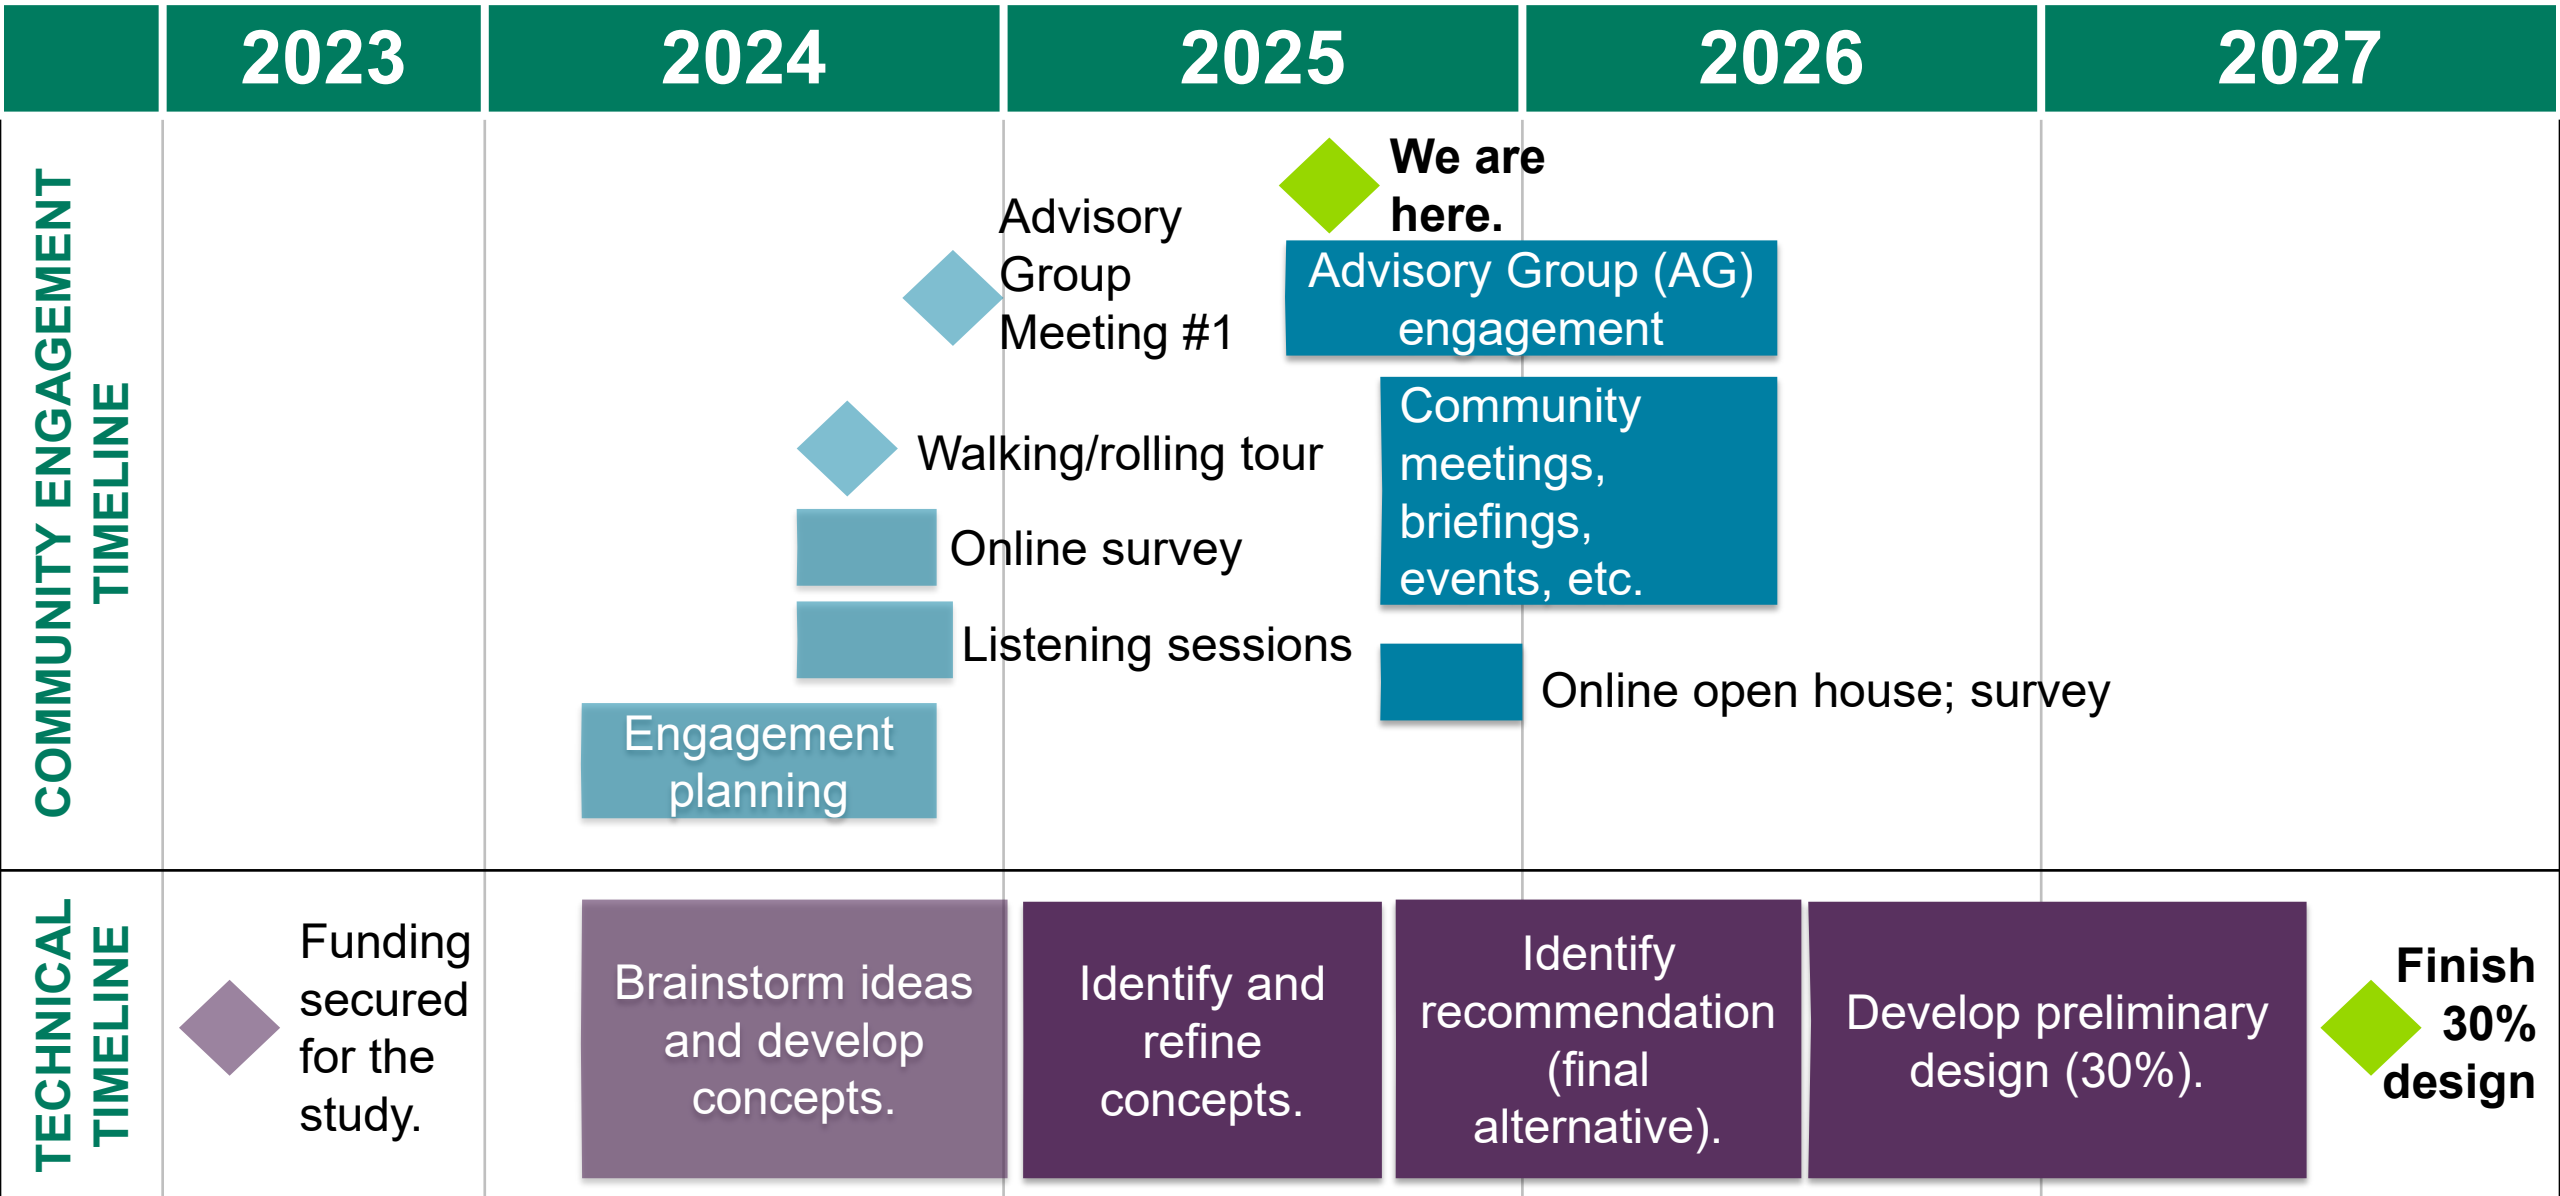 2023 2024 2025 2026 2027
COMMUNITY ENGAGEMENT
TIMELINE
We are
here.
Advisory
Group
Meeting #1
Advisory Group (AG)
engagement
Walking/rolling tour
Community
meetings,
briefings,
events, etc.
Online survey
Listening sessions
Online open house; survey
Engagement
planning
TECHNICAL
TIMELINE
Funding
secured
for the
study.
Brainstorm ideas
and develop
concepts.
Identify and
refine
concepts.
Identify
recommendation
(final
alternative).
Develop preliminary
design (30%).
Finish
30%
design